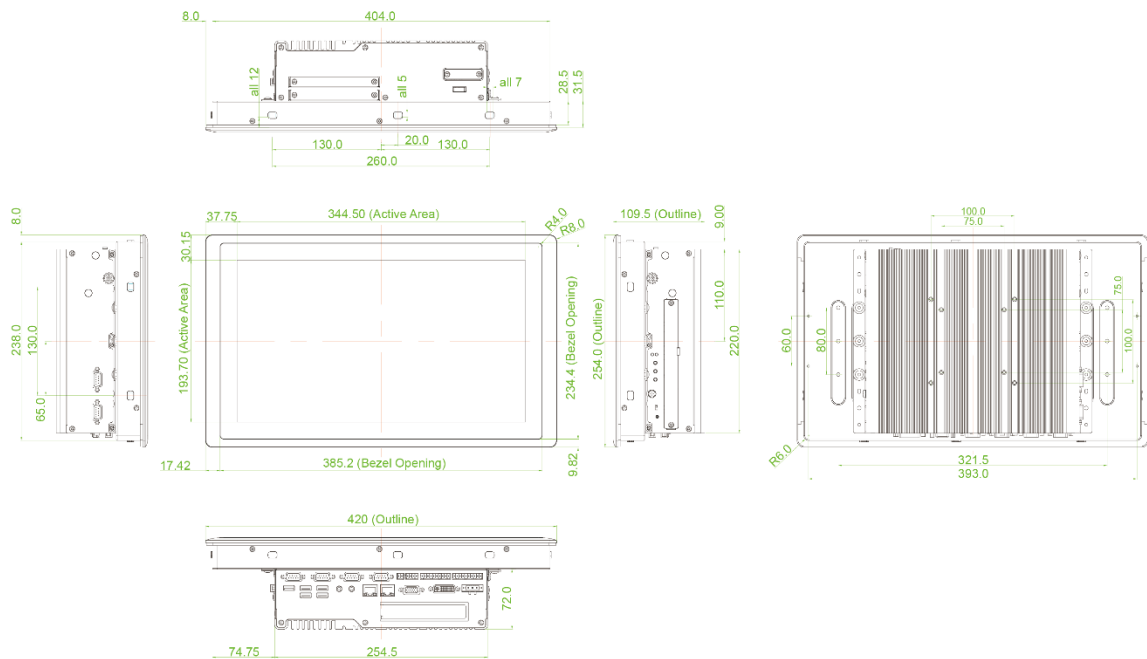 8.0
404.0
all 12
all 5
all 7
28.5
31.5
20.0
130.0
130.0
260.0
8.0
238.0
130.0
65.0
37.75
344.50 (Active Area)
R4.0
R8.0
30.15
193.70 (Active Area)
234.4 (Bezel Opening)
254.0 (Outline)
17.42
385.2 (Bezel Opening)
9.82
109.5 (Outline)
9.00
110.0
220.0
100.0
75.0
60.0
80.0
75.0
100.0
R6.0
321.5
393.0
420 (Outline)
72.0
74.75
254.5